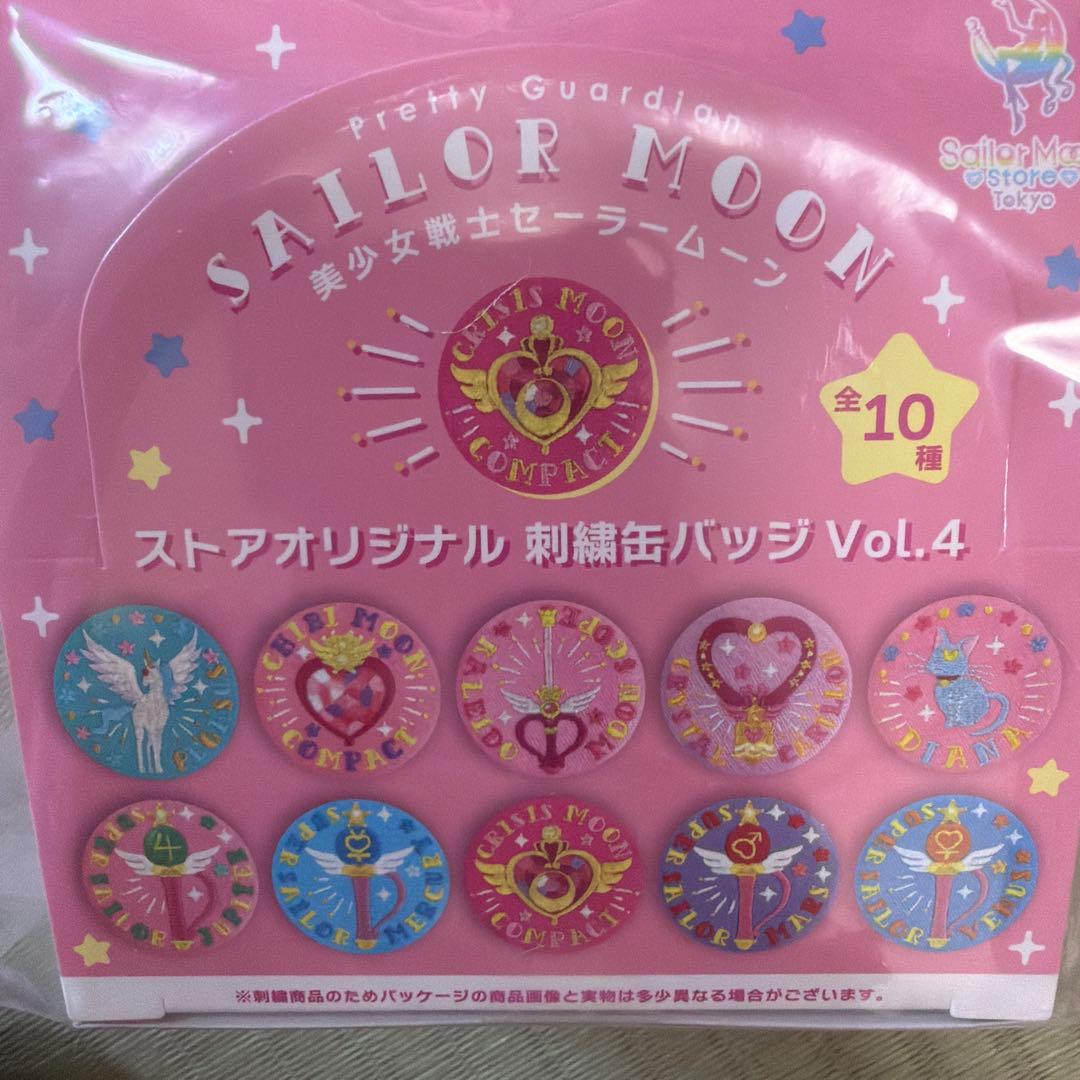 Pretty Guardian
SAILOR MOON
美少女戦士セーラームーン
Sailor Moo
Store
Tokyo
CRISIS MOON
COMPACT
全10種
ストアオリジナル 刺繍缶バッジ Vol.4
PEGASUS
CHIBI MOON
COMPACT
KALEIDO MOON SCOPE
CRYSTAL CARILLON
DIANA
SUPER SAILOR JUPITER
SUPER SAILOR MERCURY
CRISIS MOON
COMPACT
SUPER SAILOR MARS
SUPER SAILOR VENUS
※刺繍商品のためパッケージの商品画像と実物は多少異なる場合がございます。